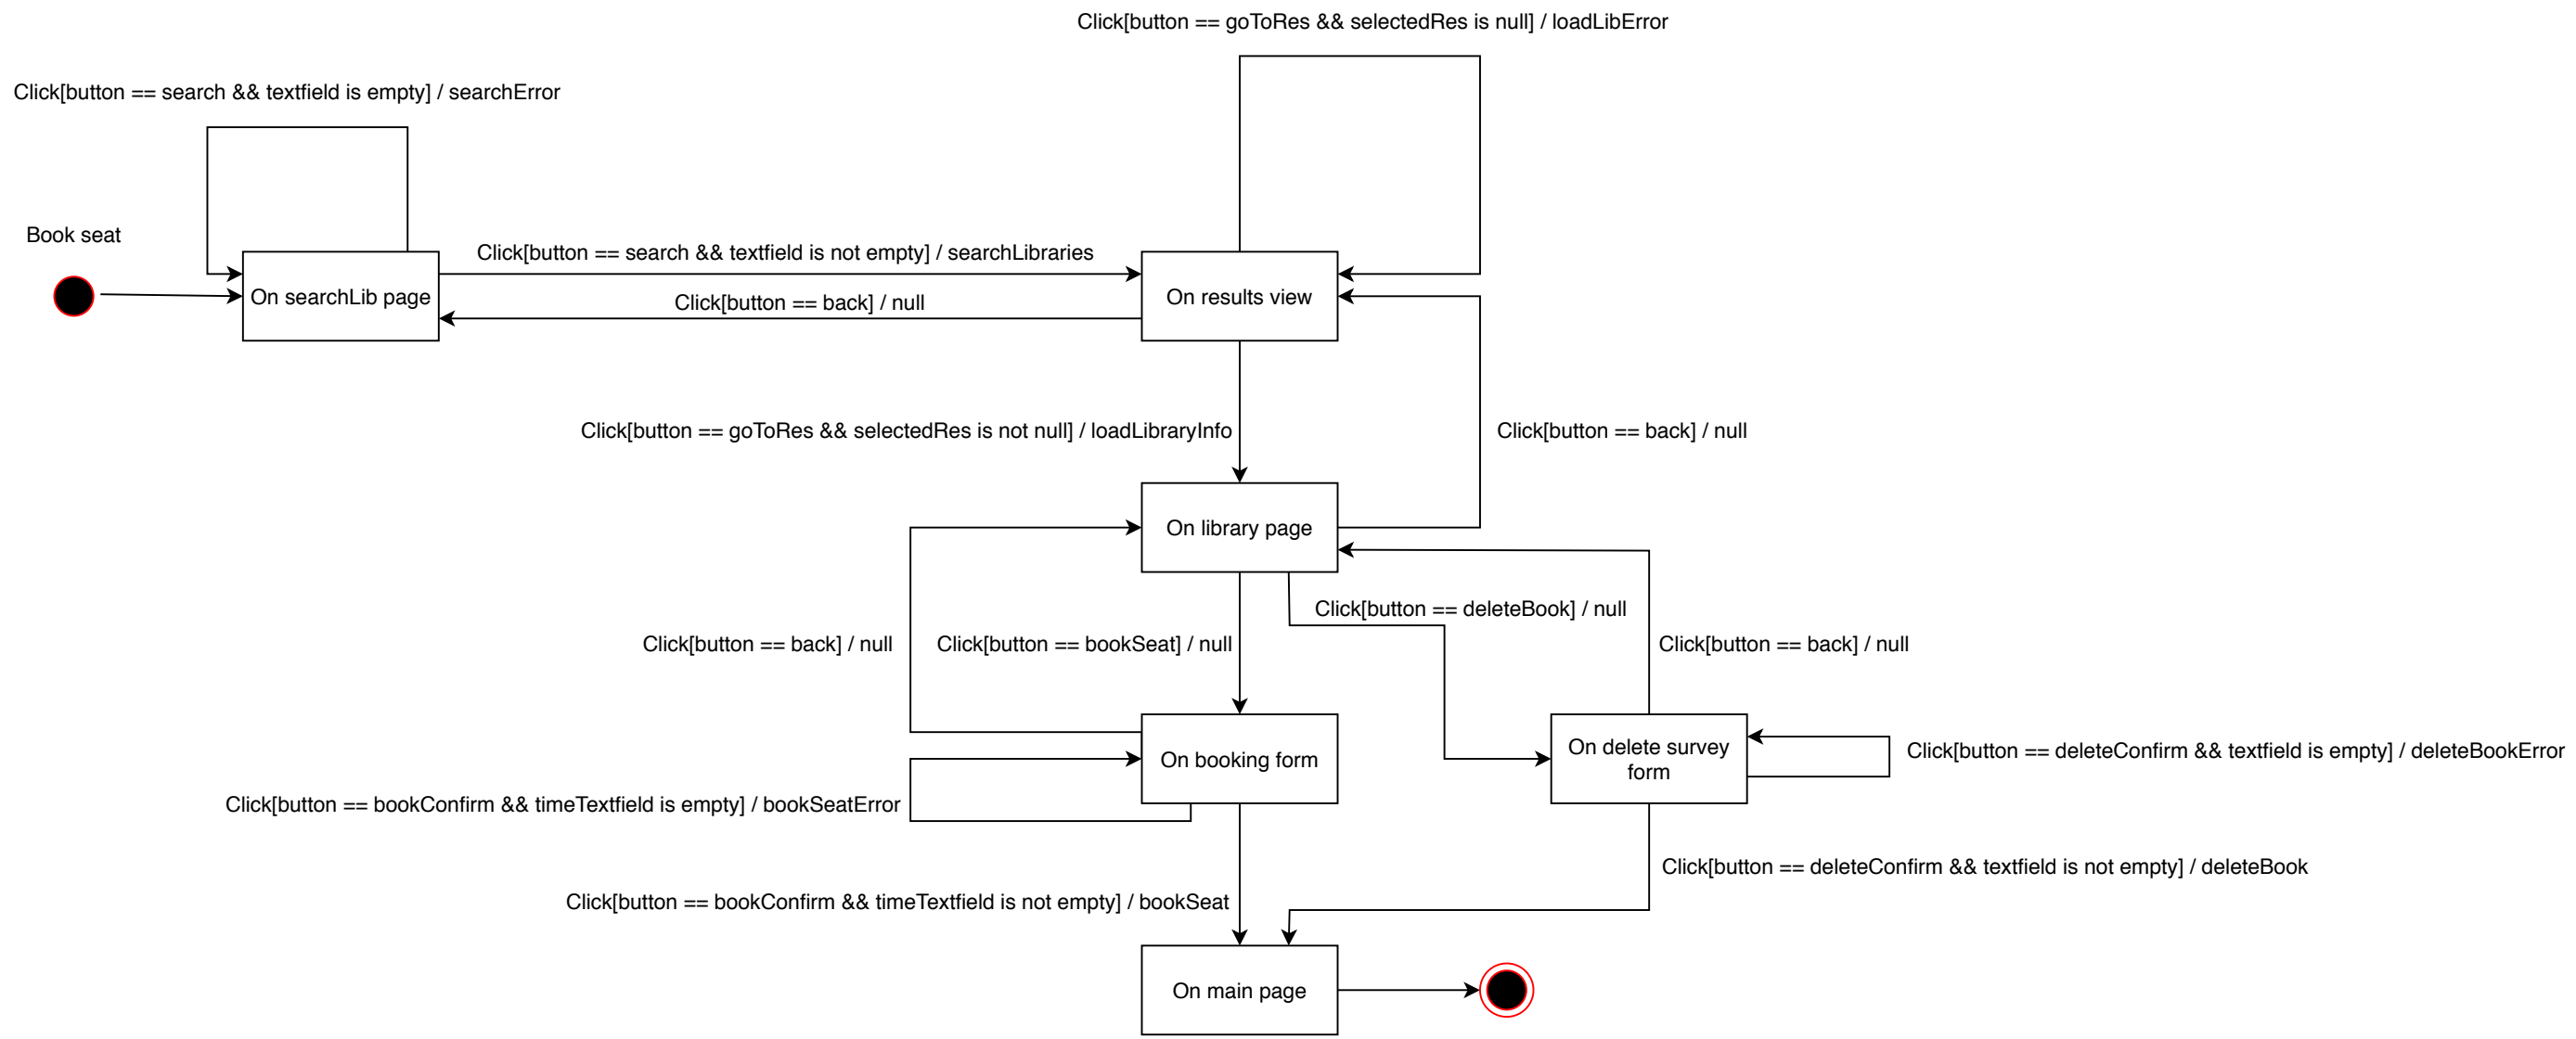 Click[button == goToRes && selectedRes is null] / loadLibError
Click[button == search && textfield is empty] / searchError
Book seat
Click[button == search && textfield is not empty] / searchLibraries
On searchLib page
On results view
Click[button == back] / null
Click[button == goToRes && selectedRes is not null] / loadLibraryInfo
Click[button == back] / null
On library page
Click[button == deleteBook] / null
Click[button == back] / null
Click[button == bookSeat] / null
Click[button == back] / null
On booking form
On delete survey
form
Click[button == deleteConfirm && textfield is empty] / deleteBookError
Click[button == bookConfirm && timeTextfield is empty] / bookSeatError
Click[button == deleteConfirm && textfield is not empty] / deleteBook
Click[button == bookConfirm && timeTextfield is not empty] / bookSeat
On main page